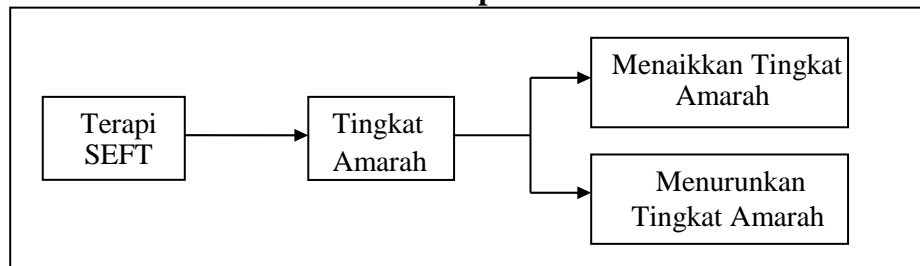 Terapi
SEFT
Tingkat
Amarah
Menaikkan Tingkat
Amarah
Menurunkan
Tingkat Amarah